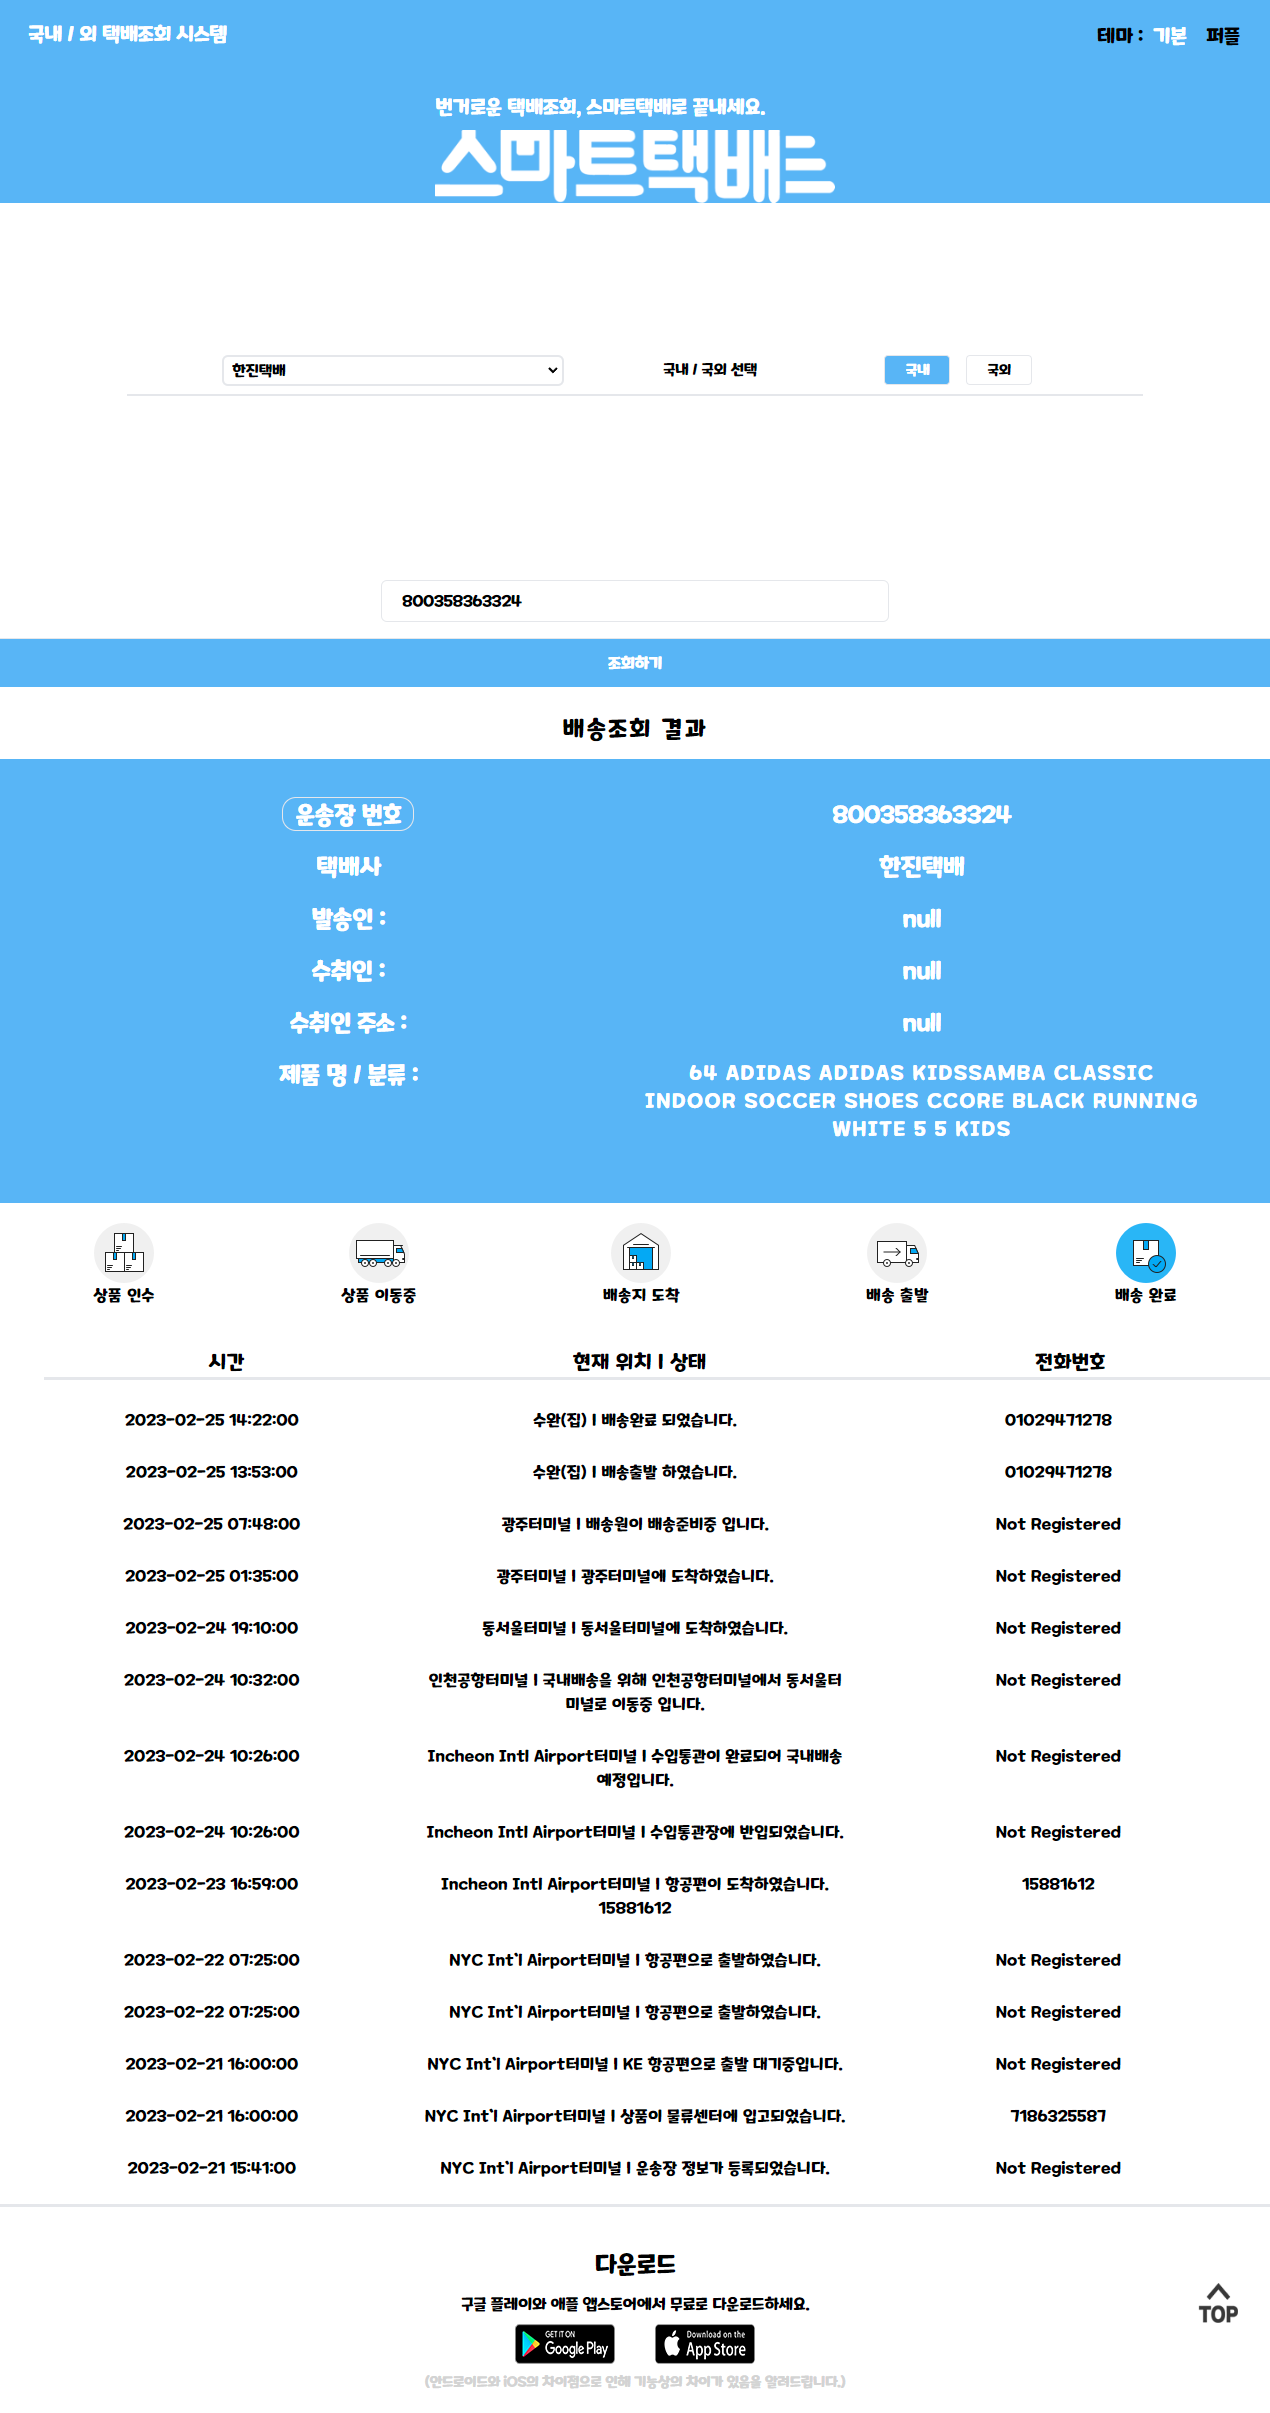 국내 / 외 택배조회 시스템
테마 : 기본 퍼플
번거로운 택배조회, 스마트택배로 끝내세요.
스마트택배
한진택배 국내 / 국외 선택 국내 국외
800358363324
조회하기
배송조회 결과
운송장 번호 800358363324
택배사 한진택배
발송인 : null
수취인 : null
수취인 주소 : null
제품 명 / 분류 : 64 ADIDAS ADIDAS KIDSSAMBA CLASSIC
INDOOR SOCCER SHOES CCORE BLACK RUNNING
WHITE 5 5 KIDS
상품 인수 상품 이동중 배송지 도착 배송 출발 배송 완료
시간 현재 위치 | 상태 전화번호
2023-02-25 14:22:00 수완(집) | 배송완료 되었습니다. 01029471278
2023-02-25 13:53:00 수완(집) | 배송출발 하였습니다. 01029471278
2023-02-25 07:48:00 광주터미널 | 배송원이 배송준비중 입니다. Not Registered
2023-02-25 01:35:00 광주터미널 | 광주터미널에 도착하였습니다. Not Registered
2023-02-24 19:10:00 동서울터미널 | 동서울터미널에 도착하였습니다. Not Registered
2023-02-24 10:32:00 인천공항터미널 | 국내배송을 위해 인천공항터미널에서 동서울터 Not Registered
미널로 이동중 입니다.
2023-02-24 10:26:00 Incheon Intl Airport터미널 | 수입통관이 완료되어 국내배송 Not Registered
예정입니다.
2023-02-24 10:26:00 Incheon Intl Airport터미널 | 수입통관장에 반입되었습니다. Not Registered
2023-02-23 16:59:00 Incheon Intl Airport터미널 | 항공편이 도착하였습니다. 15881612
15881612
2023-02-22 07:25:00 NYC Int`l Airport터미널 | 항공편으로 출발하였습니다. Not Registered
2023-02-22 07:25:00 NYC Int`l Airport터미널 | 항공편으로 출발하였습니다. Not Registered
2023-02-21 16:00:00 NYC Int`l Airport터미널 | KE 항공편으로 출발 대기중입니다. Not Registered
2023-02-21 16:00:00 NYC Int`l Airport터미널 | 상품이 물류센터에 입고되었습니다. 7186325587
2023-02-21 15:41:00 NYC Int`l Airport터미널 | 운송장 정보가 등록되었습니다. Not Registered
다운로드
구글 플레이와 애플 앱스토어에서 무료로 다운로드하세요.
GET IT ON Google Play
Download on the App Store
(안드로이드와 iOS의 차이점으로 인해 기능상의 차이가 있음을 알려드립니다.)
TOP